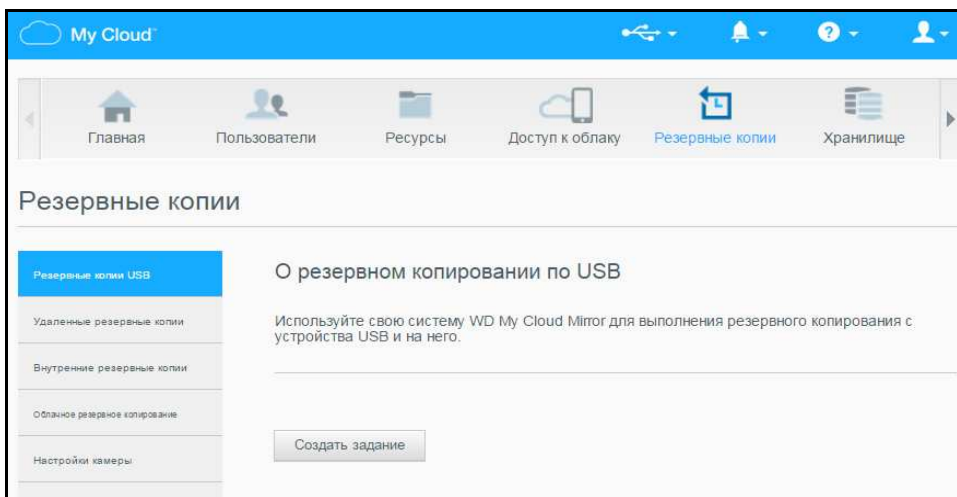 My Cloud™
Главная
Пользователи
Ресурсы
Доступ к облаку
Резервные копии
Хранилище
Резервные копии
Резервные копии USB
О резервном копировании по USB
Удаленные резервные копии
Используйте свою систему WD My Cloud Mirror для выполнения резервного копирования с
устройства USB и на него.
Внутренние резервные копии
Облачное резервное копирование
Создать задание
Настройки камеры